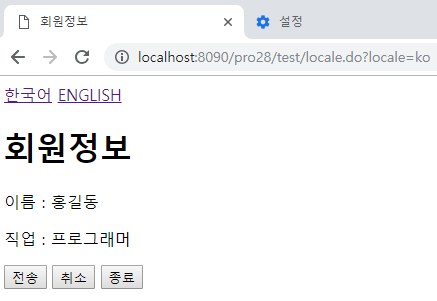 회원정보
설정
localhost:8090/pro28/test/locale.do?locale=ko
한국어 ENGLISH
회원정보
이름 : 홍길동
직업 : 프로그래머
전송 취소 종료